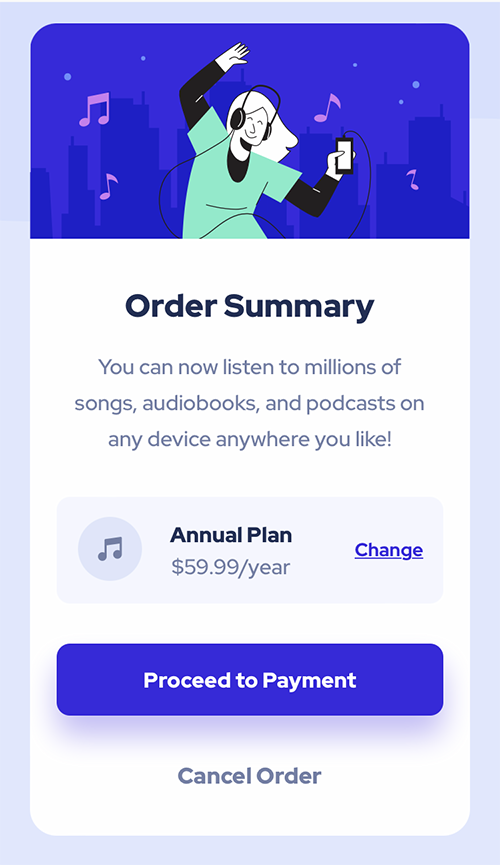 Order Summary
You can now listen to millions of
songs, audiobooks, and podcasts on
any device anywhere you like!
Annual Plan
$59.99/year
Change
Proceed to Payment
Cancel Order